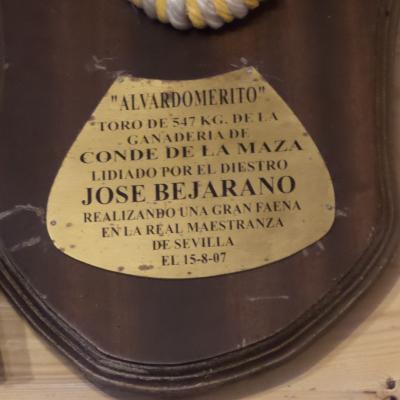 "ALVARDOMERITO"
TORO DE 547 KG. DE LA
GANADERIA DE
CONDE DE LA MAZA
LIDIADO POR EL DIESTRO
JOSE BEJARANO
REALIZANDO UNA GRAN FAENA
EN LA REAL MAESTRANZA
DE SEVILLA
EL 15-8-07